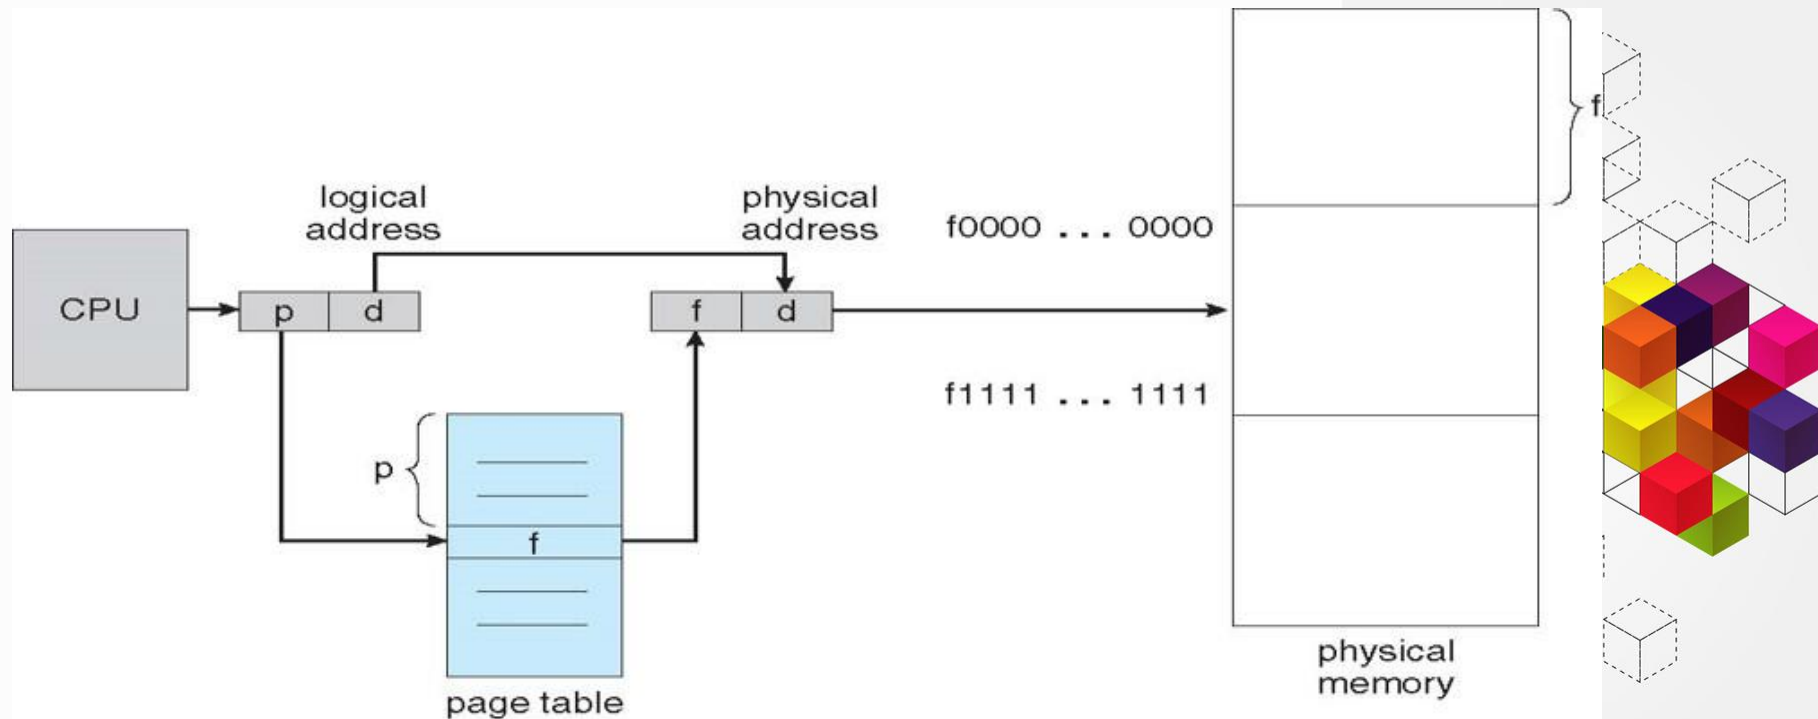 f
logical
address
physical
address
f0000 ... 0000
CPU
p
d
f
d
f1111 ... 1111
p
f
physical
memory
page table